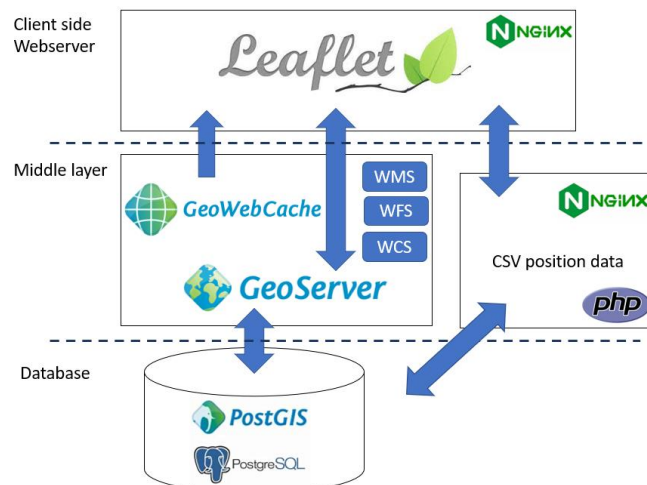 Client side
Webserver
Leaflet
NGINX
Middle layer
GeoWebCache
WMS
WFS
WCS
GeoServer
NGINX
CSV position data
php
Database
PostGIS
PostgreSQL